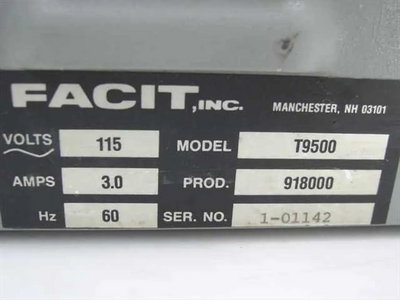 FACIT, INC. MANCHESTER, NH 03101
VOLTS 115 MODEL T9500
AMPS 3.0 PROD. 918000
Hz 60 SER. NO. 1-01142